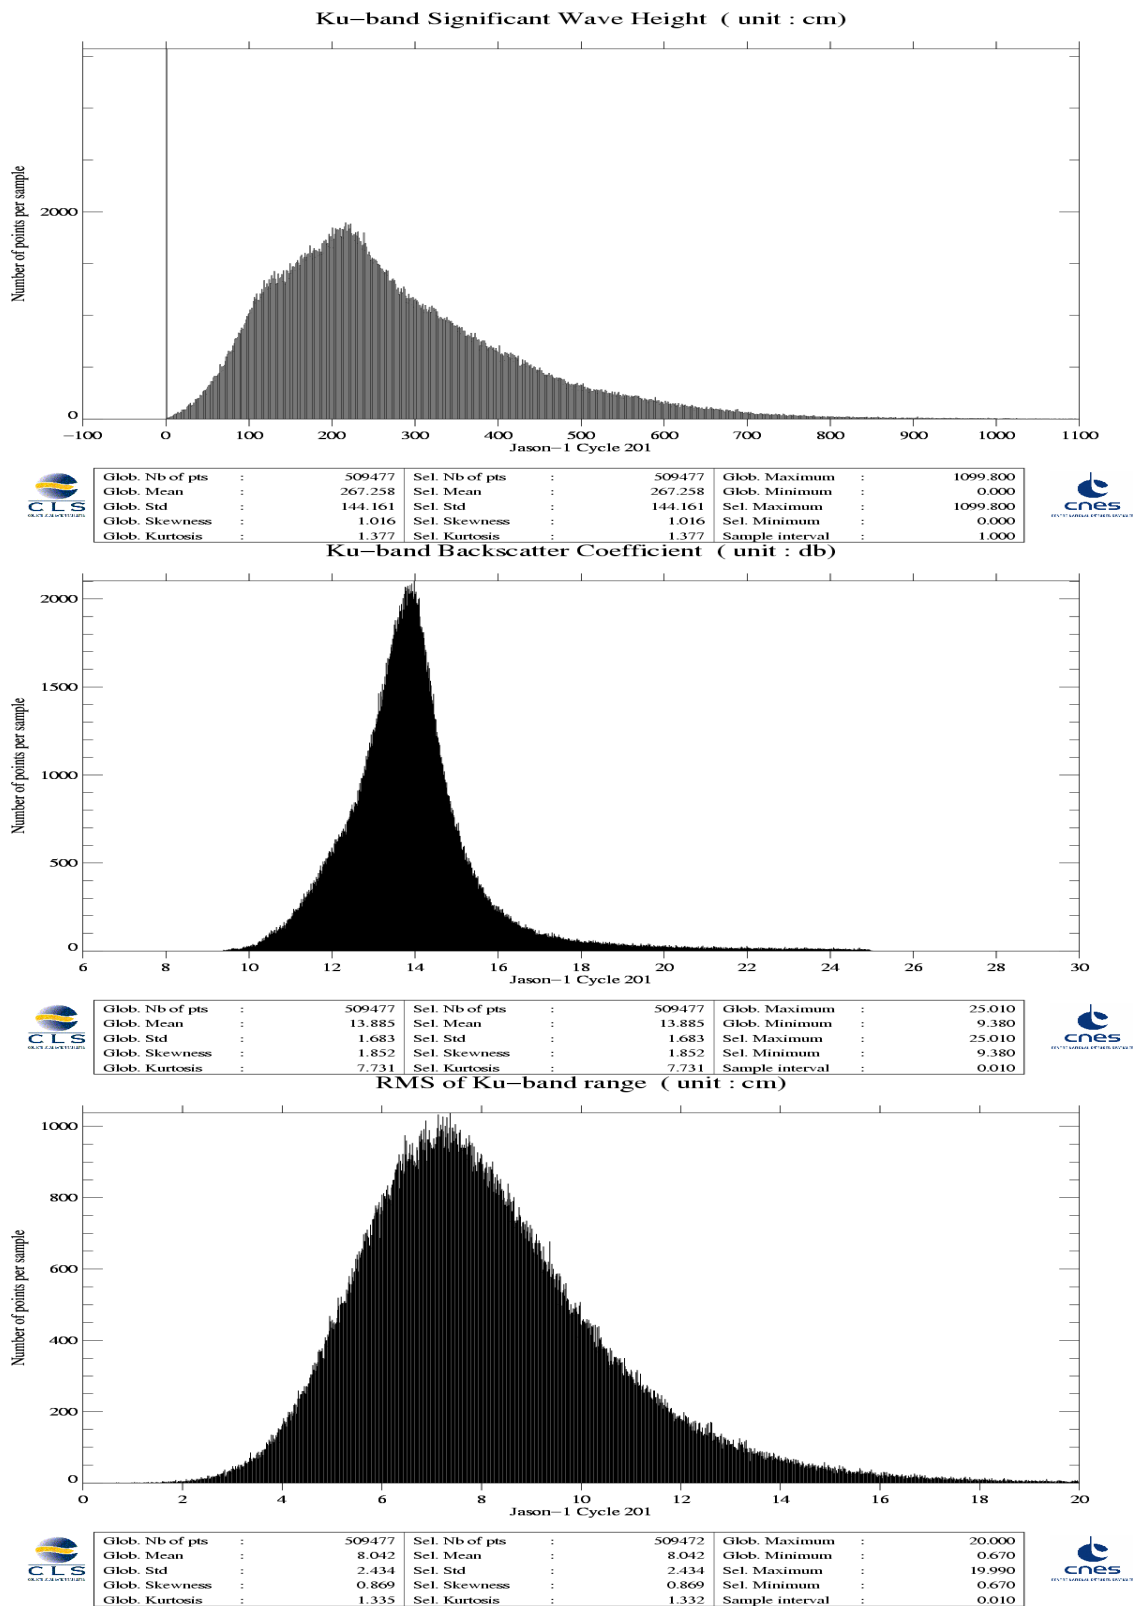 Ku-band Significant Wave Height ( unit : cm)
Number of points per sample
2000
0
-100 0 100 200 300 400 500 600 700 800 900 1000 1100
Jason-1 Cycle 201
CLS
Glob. Nb of pts : 509477 Sel. Nb of pts : 509477 Glob. Maximum : 1099.800
Glob. Mean : 267.258 Sel. Mean : 267.258 Glob. Minimum : 0.000
Glob. Std : 144.161 Sel. Std : 144.161 Sel. Maximum : 1099.800
Glob. Skewness : 1.016 Sel. Skewness : 1.016 Sel. Minimum : 0.000
Glob. Kurtosis : 1.377 Sel. Kurtosis : 1.377 Sample interval : 1.000
cnes
Ku-band Backscatter Coefficient ( unit : db)
Number of points per sample
2000
1500
1000
500
0
6 8 10 12 14 16 18 20 22 24 26 28 30
Jason-1 Cycle 201
CLS
Glob. Nb of pts : 509477 Sel. Nb of pts : 509477 Glob. Maximum : 25.010
Glob. Mean : 13.885 Sel. Mean : 13.885 Glob. Minimum : 9.380
Glob. Std : 1.683 Sel. Std : 1.683 Sel. Maximum : 25.010
Glob. Skewness : 1.852 Sel. Skewness : 1.852 Sel. Minimum : 9.380
Glob. Kurtosis : 7.731 Sel. Kurtosis : 7.731 Sample interval : 0.010
cnes
RMS of Ku-band range ( unit : cm)
Number of points per sample
1000
800
600
400
200
0
0 2 4 6 8 10 12 14 16 18 20
Jason-1 Cycle 201
CLS
Glob. Nb of pts : 509477 Sel. Nb of pts : 509472 Glob. Maximum : 20.000
Glob. Mean : 8.042 Sel. Mean : 8.042 Glob. Minimum : 0.670
Glob. Std : 2.434 Sel. Std : 2.434 Sel. Maximum : 19.990
Glob. Skewness : 0.869 Sel. Skewness : 0.869 Sel. Minimum : 0.670
Glob. Kurtosis : 1.335 Sel. Kurtosis : 1.332 Sample interval : 0.010
cnes